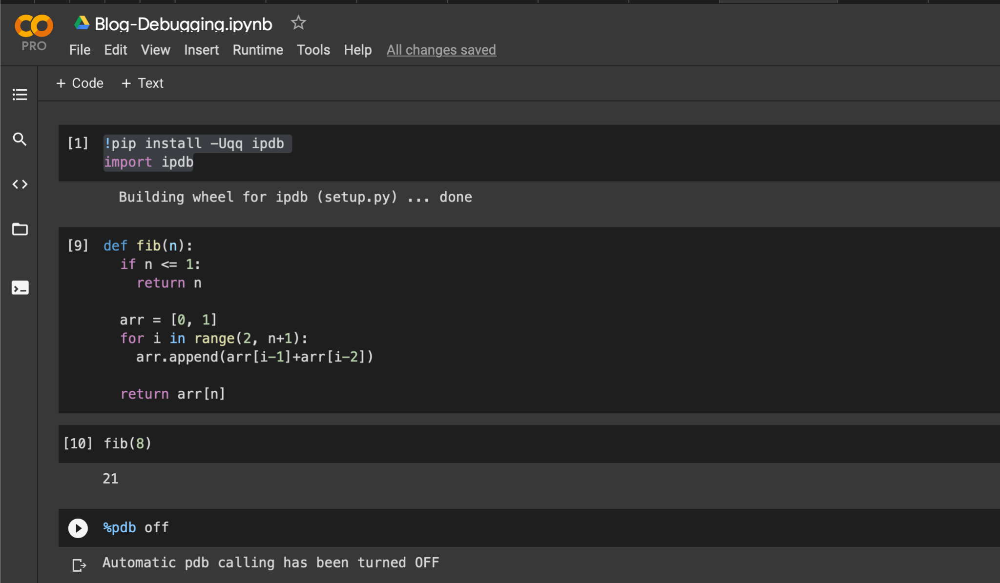 Blog-Debugging.ipynb
PRO
File Edit View Insert Runtime Tools Help All changes saved
+ Code + Text
[1] !pip install -Uqq ipdb
import ipdb
Building wheel for ipdb (setup.py) ... done
[9] def fib(n):
if n <= 1:
return n
arr = [0, 1]
for i in range(2, n+1):
arr.append(arr[i-1]+arr[i-2])
return arr[n]
[10] fib(8)
21
%pdb off
Automatic pdb calling has been turned OFF